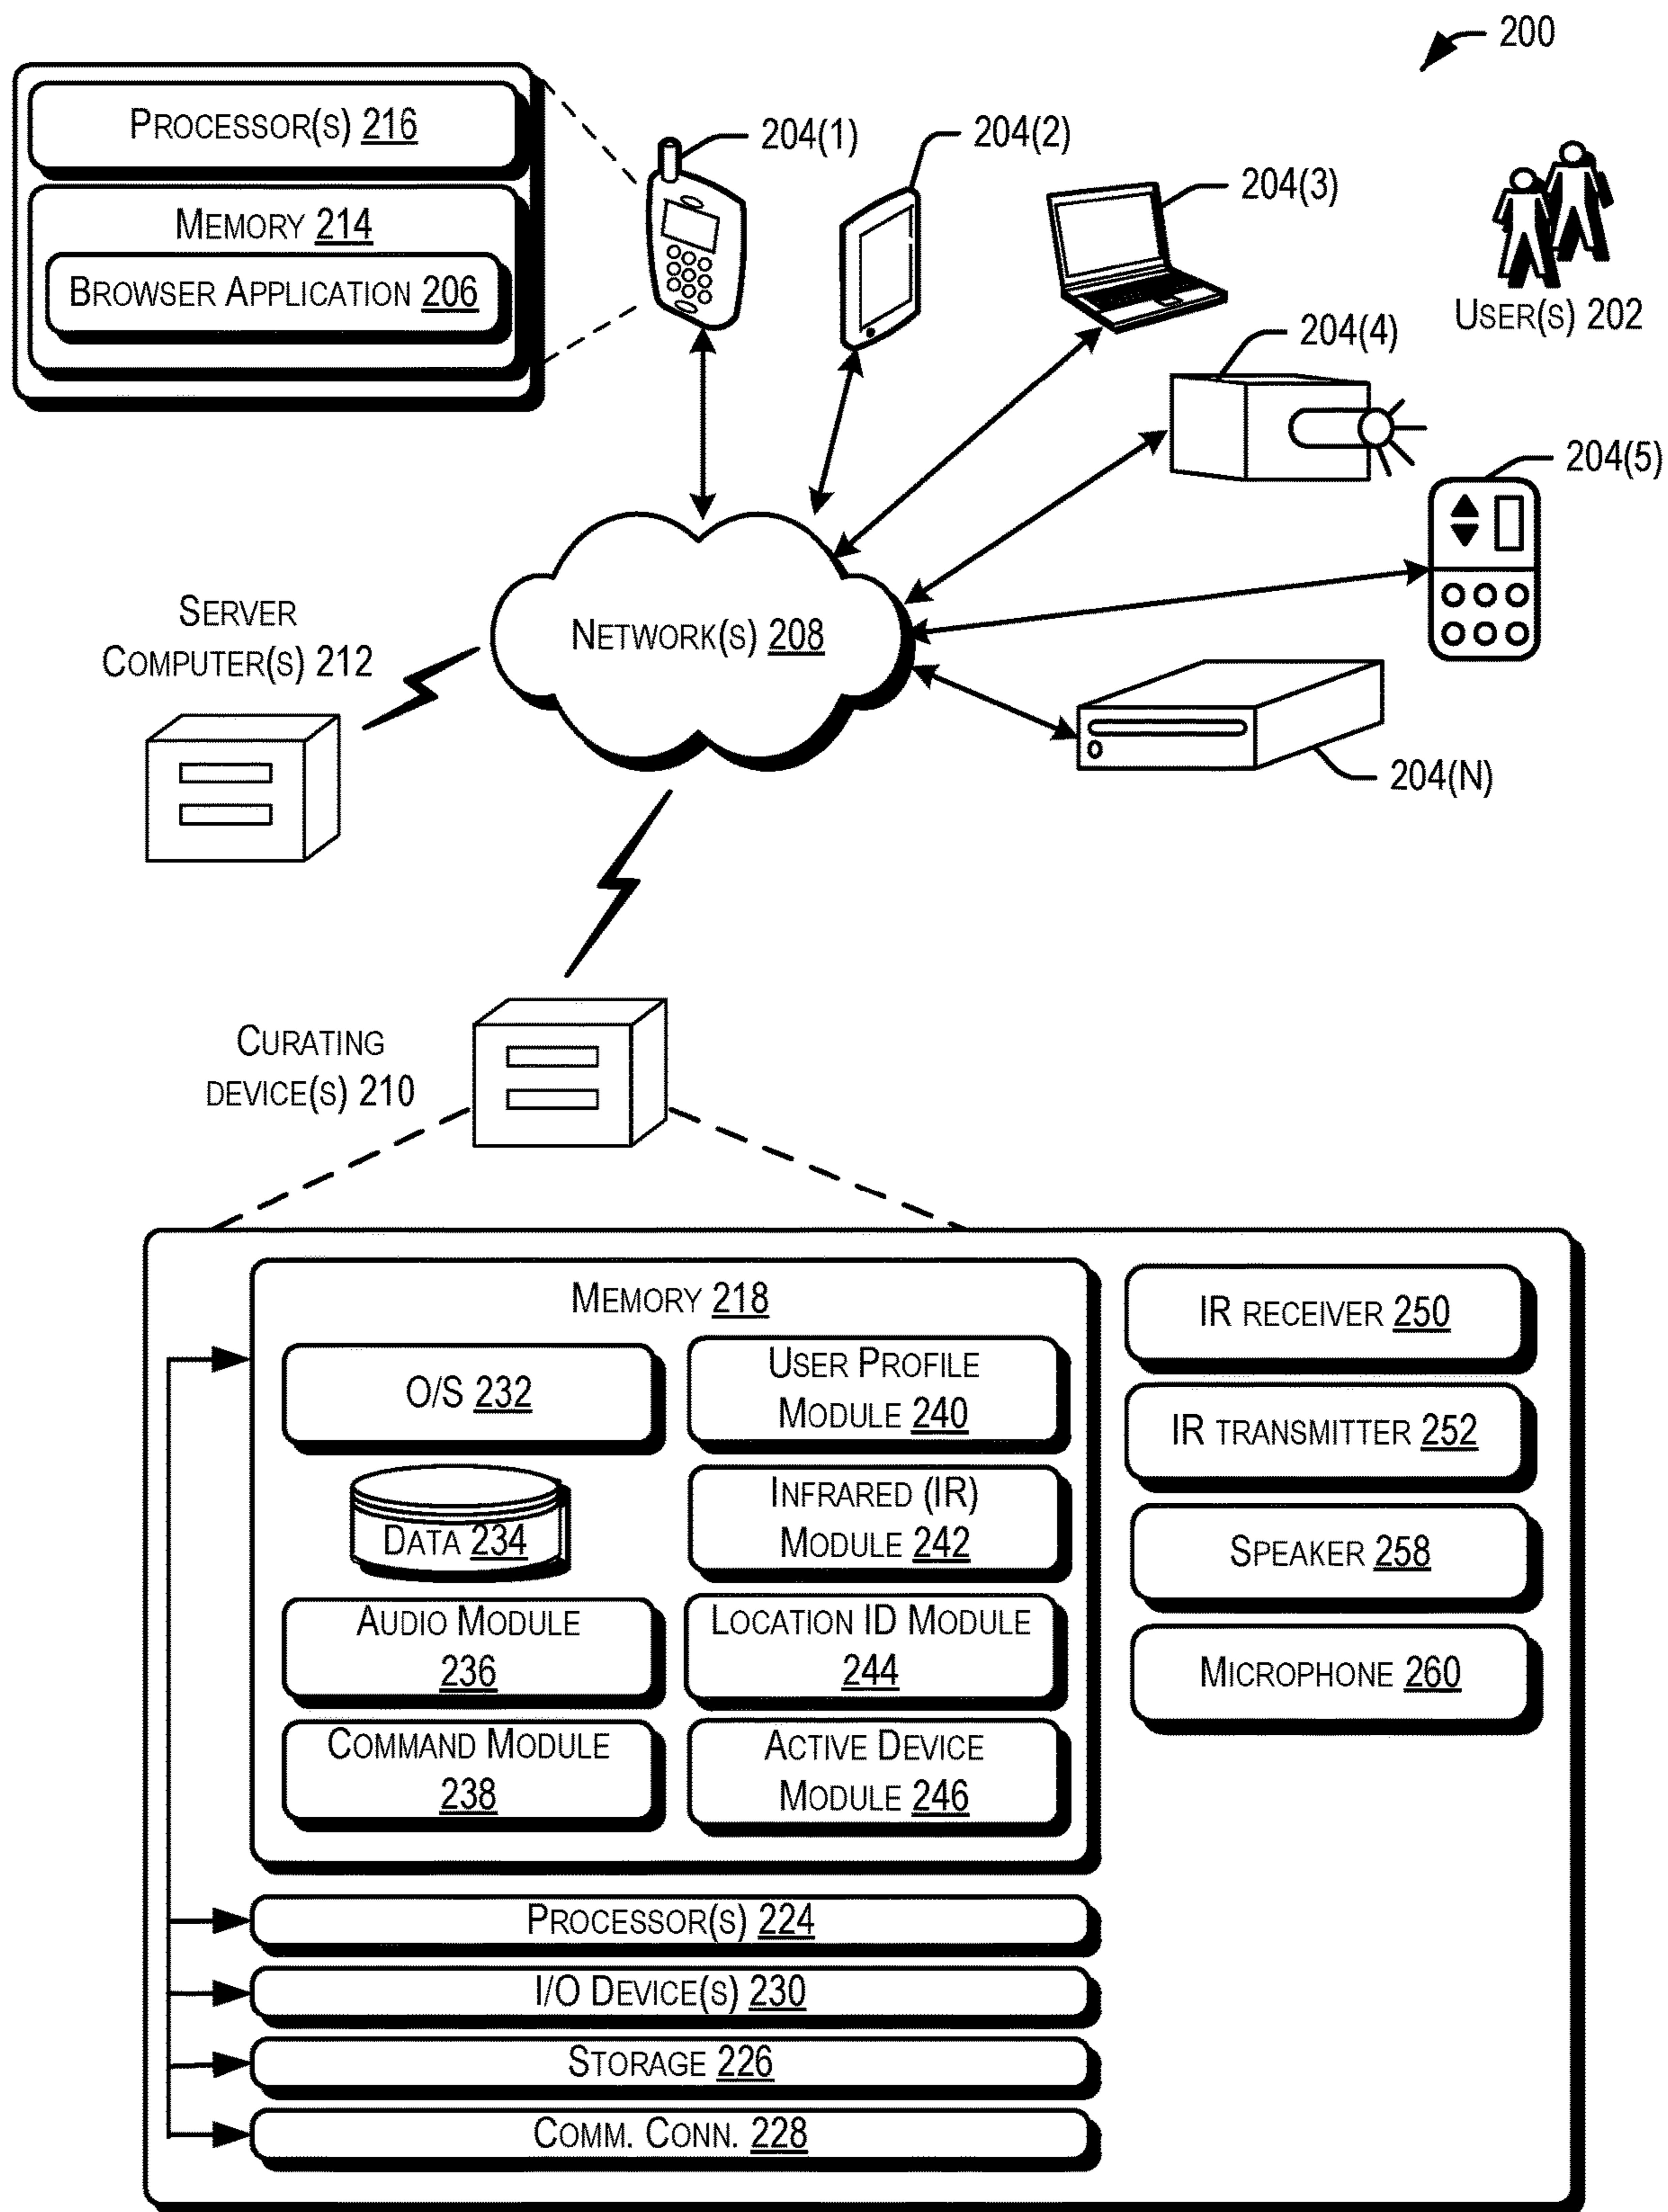 200
PROCESSOR(S) 216
MEMORY 214
BROWSER APPLICATION 206
204(1)
204(2)
204(3)
USER(S) 202
204(4)
204(5)
SERVER
COMPUTER(S) 212
NETWORK(S) 208
204(N)
CURATING
DEVICE(S) 210
MEMORY 218
O/S 232
DATA 234
AUDIO MODULE
236
COMMAND MODULE
238
USER PROFILE
MODULE 240
INFRARED (IR)
MODULE 242
LOCATION ID MODULE
244
ACTIVE DEVICE
MODULE 246
IR RECEIVER 250
IR TRANSMITTER 252
SPEAKER 258
MICROPHONE 260
PROCESSOR(S) 224
I/O DEVICE(S) 230
STORAGE 226
COMM. CONN. 228